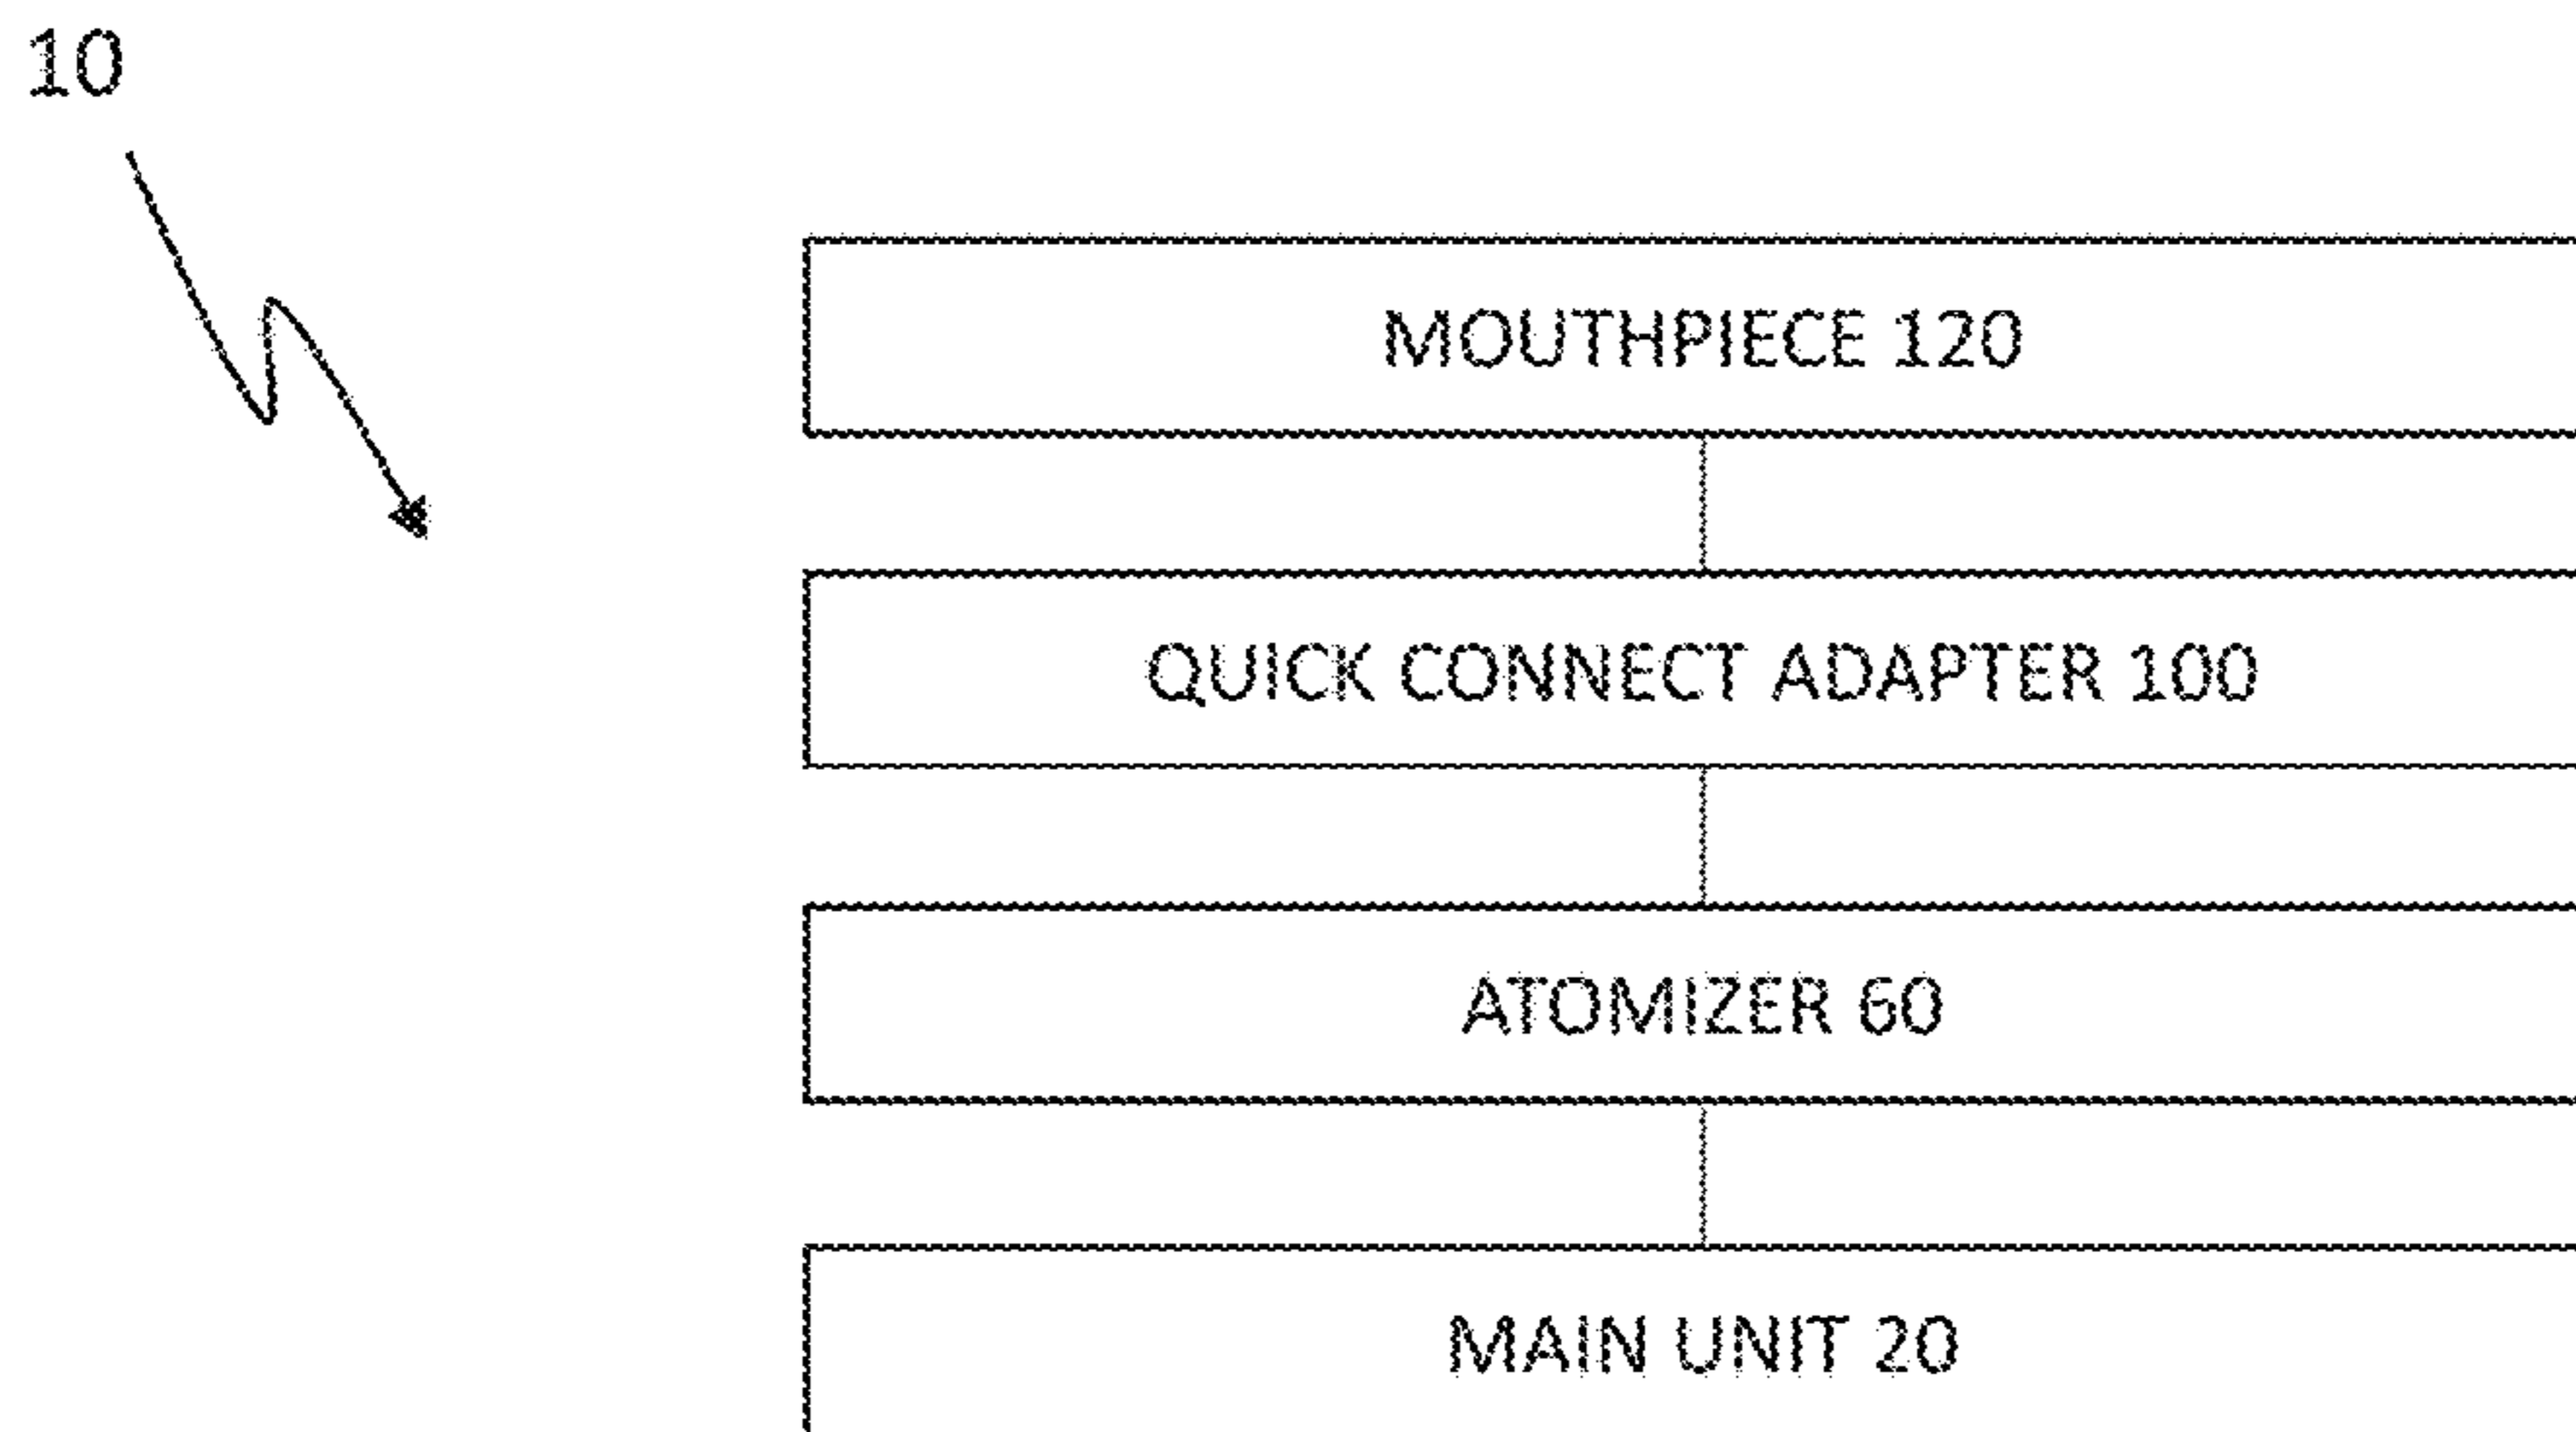 10
MOUTHPIECE 120
QUICK CONNECT ADAPTER 100
ATOMIZER 60
MAIN UNIT 20